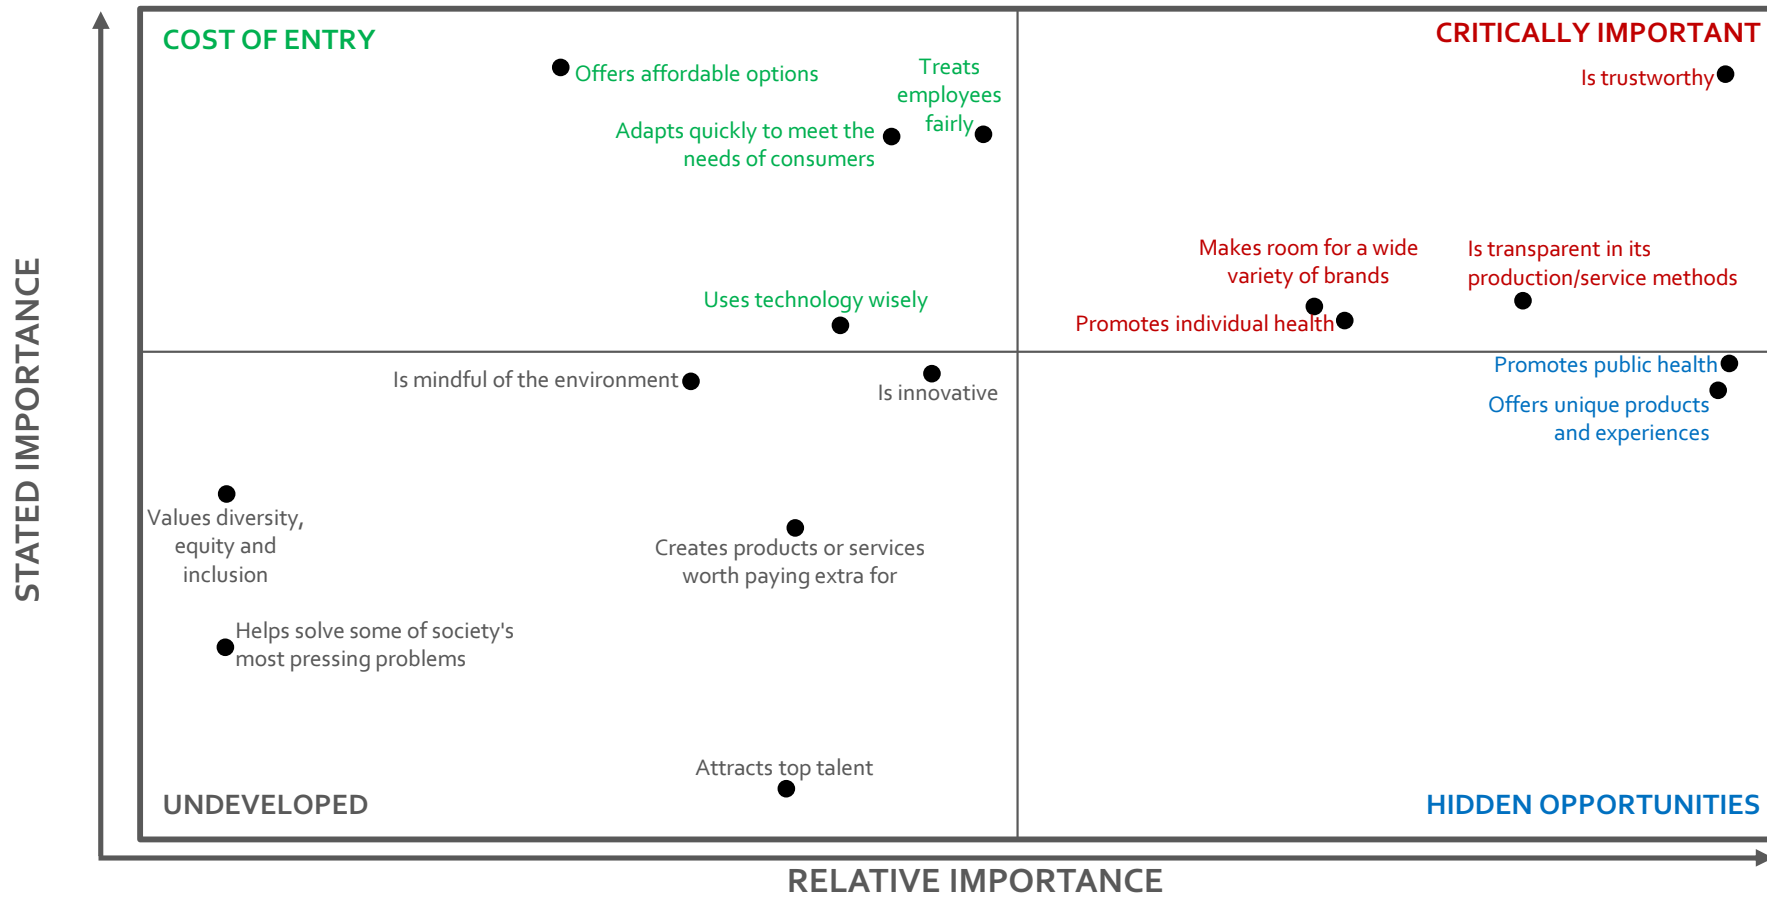 COST OF ENTRY
CRITICALLY IMPORTANT
Offers affordable options
Treats
employees
fairly
Is trustworthy
Adapts quickly to meet the
needs of consumers
Makes room for a wide
variety of brands
Is transparent in its
production/service methods
Uses technology wisely
Promotes individual health
STATED IMPORTANCE
Is mindful of the environment
Is innovative
Promotes public health
Offers unique products
and experiences
Values diversity,
equity and
inclusion
Creates products or services
worth paying extra for
Helps solve some of society's
most pressing problems
Attracts top talent
UNDEVELOPED
HIDDEN OPPORTUNITIES
RELATIVE IMPORTANCE